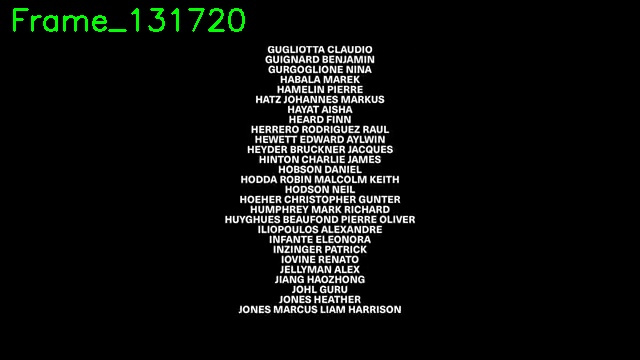 Frame_131720
GUGLIOTTA CLAUDIO
GUIGNARD BENJAMIN
GURGOGLIONE NINA
HABALA MAREK
HAMELIN PIERRE
HATZ JOHANNES MARKUS
HAYAT AISHA
HEARD FINN
HERRERO RODRIGUEZ RAUL
HEWETT EDWARD AYLWIN
HEYDER BRUCKNER JACQUES
HINTON CHARLIE JAMES
HOBSON DANIEL
HODDA ROBIN MALCOLM KEITH
HODSON NEIL
HOEHER CHRISTOPHER GUNTER
HUMPHREY MARK RICHARD
HUYGHUES BEAUFOND PIERRE OLIVER
ILIOPOULOS ALEXANDRE
INFANTE ELEONORA
INZINGER PATRICK
IOVINE RENATO
JELLYMAN ALEX
JIANG HAOZHONG
JOHL GURU
JONES HEATHER
JONES MARCUS LIAM HARRISON